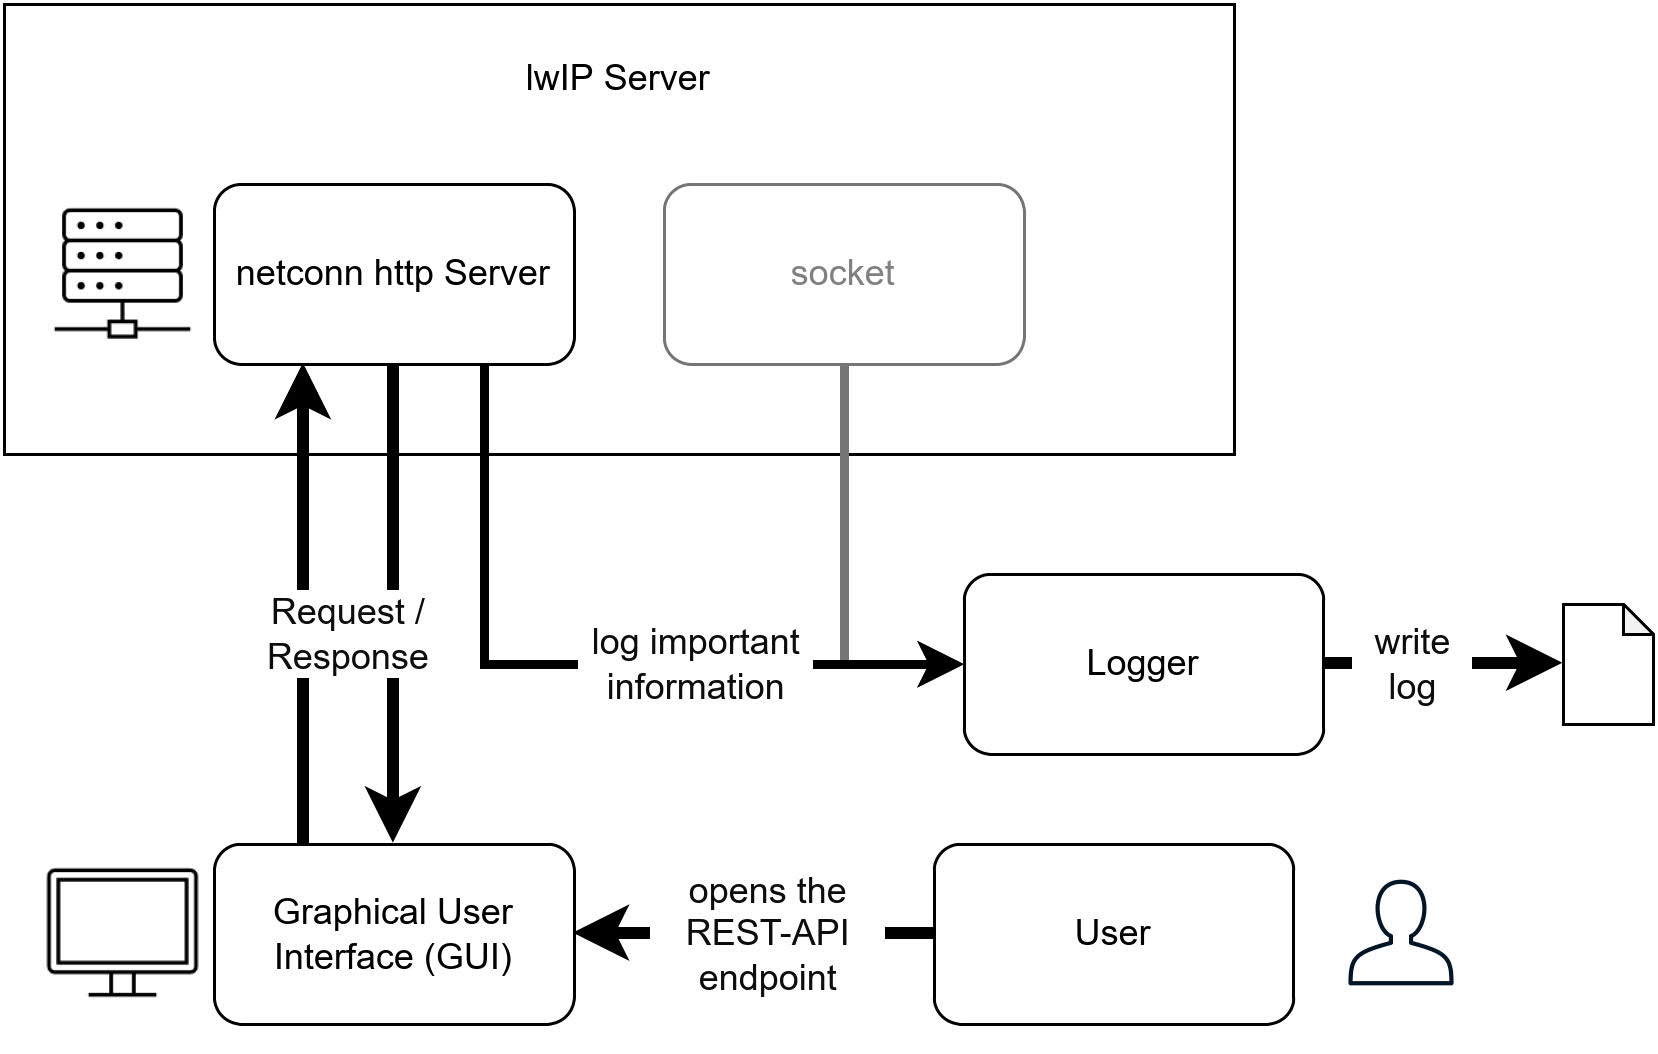 lwIP Server
netconn http Server
socket
Request /
Response
log important
information
Logger
write
log
Graphical User
Interface (GUI)
opens the
REST-API
endpoint
User